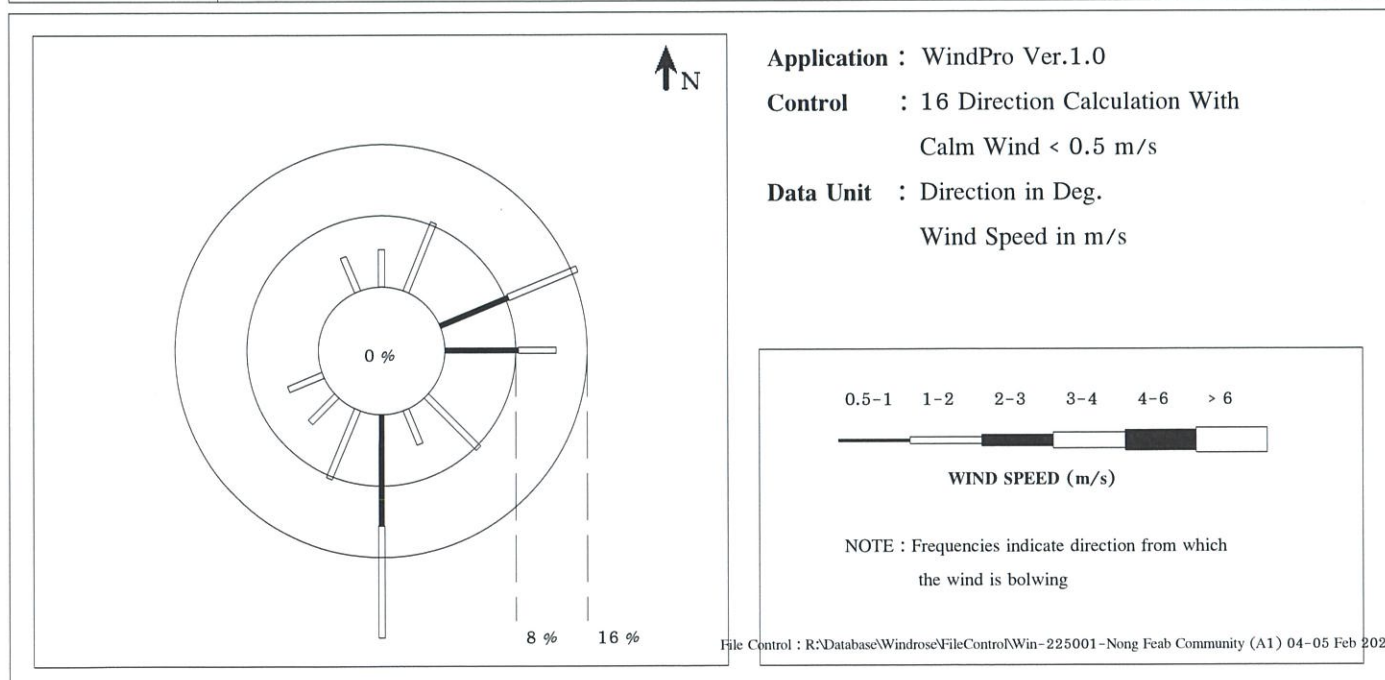 N
Application : WindPro Ver.1.0
Control : 16 Direction Calculation With
Calm Wind < 0.5 m/s
Data Unit : Direction in Deg.
Wind Speed in m/s
0 %
8 % 16 %
0.5-1 1-2 2-3 3-4 4-6 > 6
WIND SPEED (m/s)
NOTE : Frequencies indicate direction from which
the wind is bolwing
File Control : R:\Database\Windrose\FileControl\Win-225001-Nong Feab Community (A1) 04-05 Feb 202